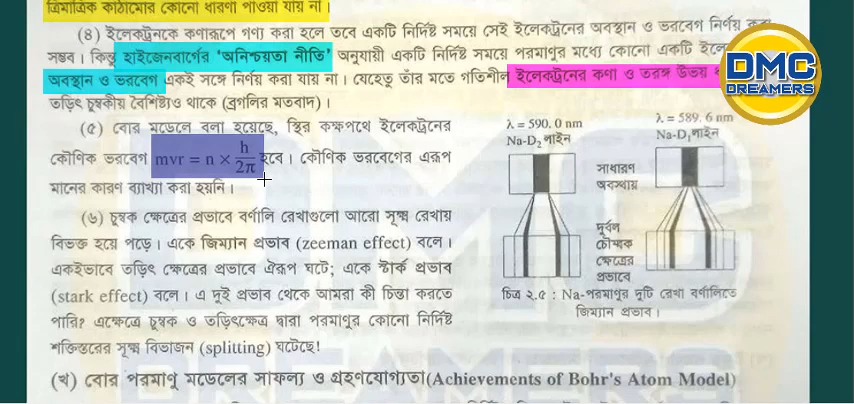 ত্রিমাত্রিক কাঠামোর কোনো ধারণা পাওয়া যায় না।
(৪) ইলেকট্রনকে কণারূপে গণ্য করা হলে তবে একটি নির্দিষ্ট সময়ে সেই ইলেকট্রনের অবস্থান ও ভরবেগ নির্ণয় করা
সম্ভব। কিন্তু হাইজেনবার্গের 'অনিশ্চয়তা নীতি' অনুযায়ী একটি নির্দিষ্ট সময়ে পরমাণুর মধ্যে কোনো একটি
অবস্থান ও ভরবেগ একই সঙ্গে নির্ণয় করা যায় না। যেহেতু তাঁর মতে গতিশীল ইলেকট্রনের কণা ও তরঙ্গ উভয়
তড়িৎ চুম্বকীয় বৈশিষ্ট্যও থাকে (ব্রগলির মতবাদ)।
DMC
DREAMERS
(৫) বোর মডেলে বলা হয়েছে, স্থির কক্ষপথে ইলেকট্রনের
কৌণিক ভরবেগ mvr = n × h/2π হবে। কৌণিক ভরবেগের এরূপ
মানের কারণ ব্যাখ্যা করা হয়নি।
(৬) চুম্বক ক্ষেত্রের প্রভাবে বর্ণালি রেখাগুলো আরো সূক্ষ্ম রেখায়
বিভক্ত হয়ে পড়ে। একে জিম্যান প্রভাব (zeeman effect) বলে।
একইভাবে তড়িৎ ক্ষেত্রের প্রভাবে ঐরূপ ঘটে; একে স্টার্ক প্রভাব
(stark effect) বলে। এ দুই প্রভাব থেকে আমরা কী চিন্তা করতে
পারি? এক্ষেত্রে চুম্বক ও তড়িৎক্ষেত্র দ্বারা পরমাণুর কোনো নির্দিষ্ট
শক্তিস্তরের সূক্ষ্ম বিভাজন (splitting) ঘটেছে!
λ = 590. 0 nm
Na-D₂ লাইন
λ = 589. 6 nm
Na-D₁ লাইন
সাধারণ
অবস্থায়
দুর্বল
চৌম্বক
ক্ষেত্রের
প্রভাবে
চিত্র ২.৫ : Na-পরমাণুর দুটি রেখা বর্ণালিতে
জিম্যান প্রভাব।
(খ) বোর পরমাণু মডেলের সাফল্য ও গ্রহণযোগ্যতা(Achievements of Bohr's Atom Model)
DMC
DREAMERS